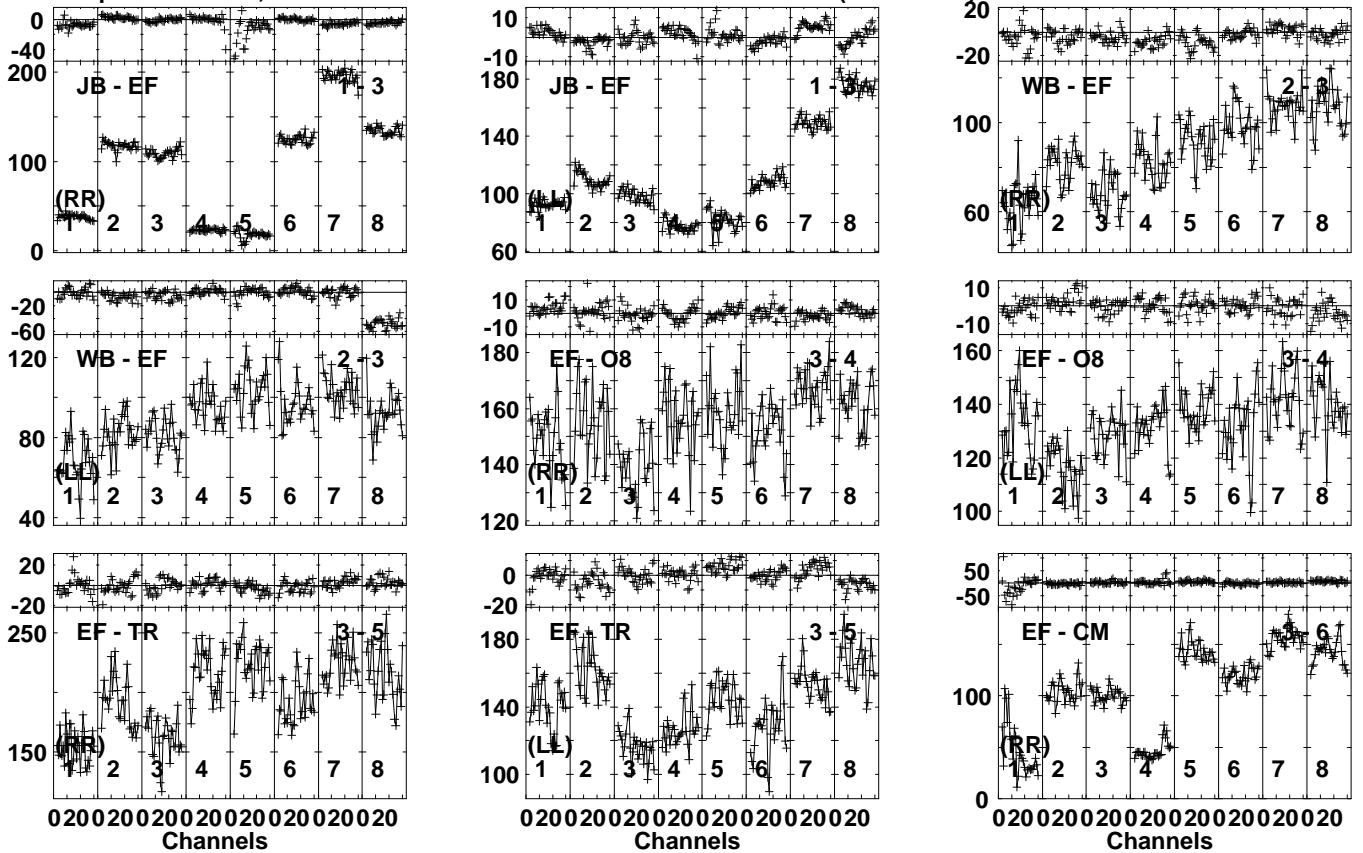 0 -40 200 100 0 JB - EF 1 - 3 (RR) 1 2 3 4 5 6 7 8
10 -10 180 140 100 60 JB - EF 1 - 3 (LL) 1 2 3 4 5 6 7 8
20 -20 100 60 WB - EF 2 - 3 (RR) 1 2 3 4 5 6 7 8
-20 -60 120 80 40 WB - EF 2 - 3 (LL) 1 2 3 4 5 6 7 8
10 -10 180 160 140 120 EF - O8 3 - 4 (RR) 1 2 3 4 5 6 7 8
10 -10 160 140 120 100 EF - O8 3 - 4 (LL) 1 2 3 4 5 6 7 8
20 0 -20 250 150 EF - TR 3 - 5 (RR) 1 2 3 4 5 6 7 8
0 -20 180 140 100 EF - TR 3 - 5 (LL) 1 2 3 4 5 6 7 8
50 -50 100 0 EF - CM 3 - 6 (RR) 1 2 3 4 5 6 7 8
0 20 0 20 0 20 0 20 0 20 0 20 0 20 0 20
Channels
0 20 0 20 0 20 0 20 0 20 0 20 0 20 0 20
Channels
0 20 0 20 0 20 0 20 0 20 0 20 0 20 0 20
Channels